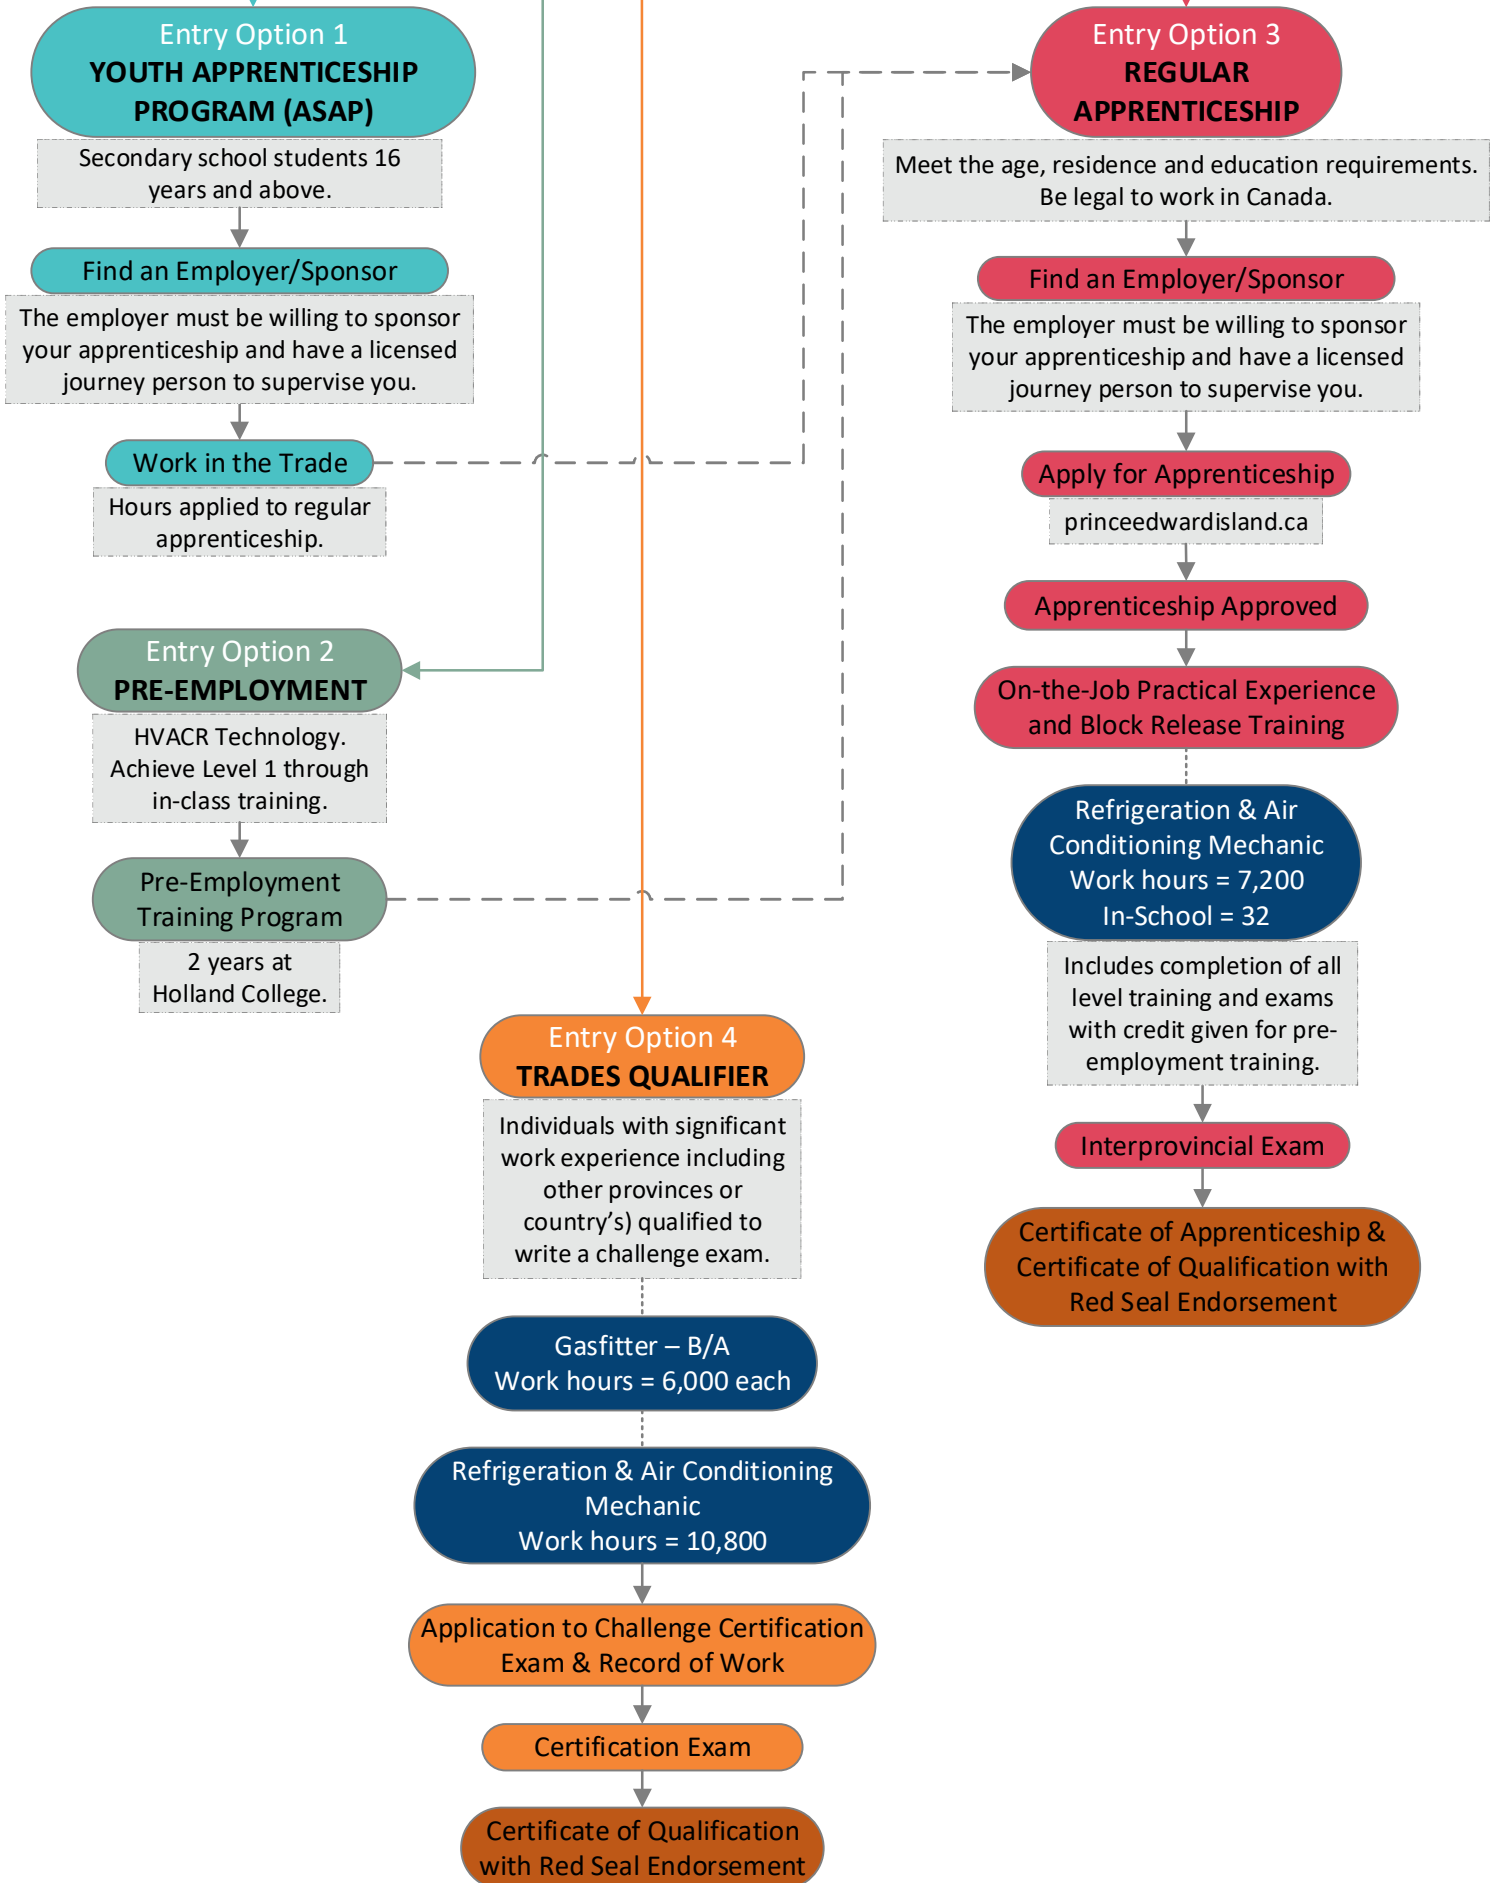 Entry Option 1
YOUTH APPRENTICESHIP
PROGRAM (ASAP)
Secondary school students 16
years and above.
Find an Employer/Sponsor
The employer must be willing to sponsor
your apprenticeship and have a licensed
journey person to supervise you.
Work in the Trade
Hours applied to regular
apprenticeship.
Entry Option 2
PRE-EMPLOYMENT
HVACR Technology.
Achieve Level 1 through
in-class training.
Pre-Employment
Training Program
2 years at
Holland College.
Entry Option 3
REGULAR
APPRENTICESHIP
Meet the age, residence and education requirements.
Be legal to work in Canada.
Find an Employer/Sponsor
The employer must be willing to sponsor
your apprenticeship and have a licensed
journey person to supervise you.
Apply for Apprenticeship
princeedwardisland.ca
Apprenticeship Approved
On-the-Job Practical Experience
and Block Release Training
Refrigeration & Air
Conditioning Mechanic
Work hours = 7,200
In-School = 32
Includes completion of all
level training and exams
with credit given for pre-
employment training.
Interprovincial Exam
Certificate of Apprenticeship &
Certificate of Qualification with
Red Seal Endorsement
Entry Option 4
TRADES QUALIFIER
Individuals with significant
work experience including
other provinces or
country's) qualified to
write a challenge exam.
Gasfitter – B/A
Work hours = 6,000 each
Refrigeration & Air Conditioning
Mechanic
Work hours = 10,800
Application to Challenge Certification
Exam & Record of Work
Certification Exam
Certificate of Qualification
with Red Seal Endorsement